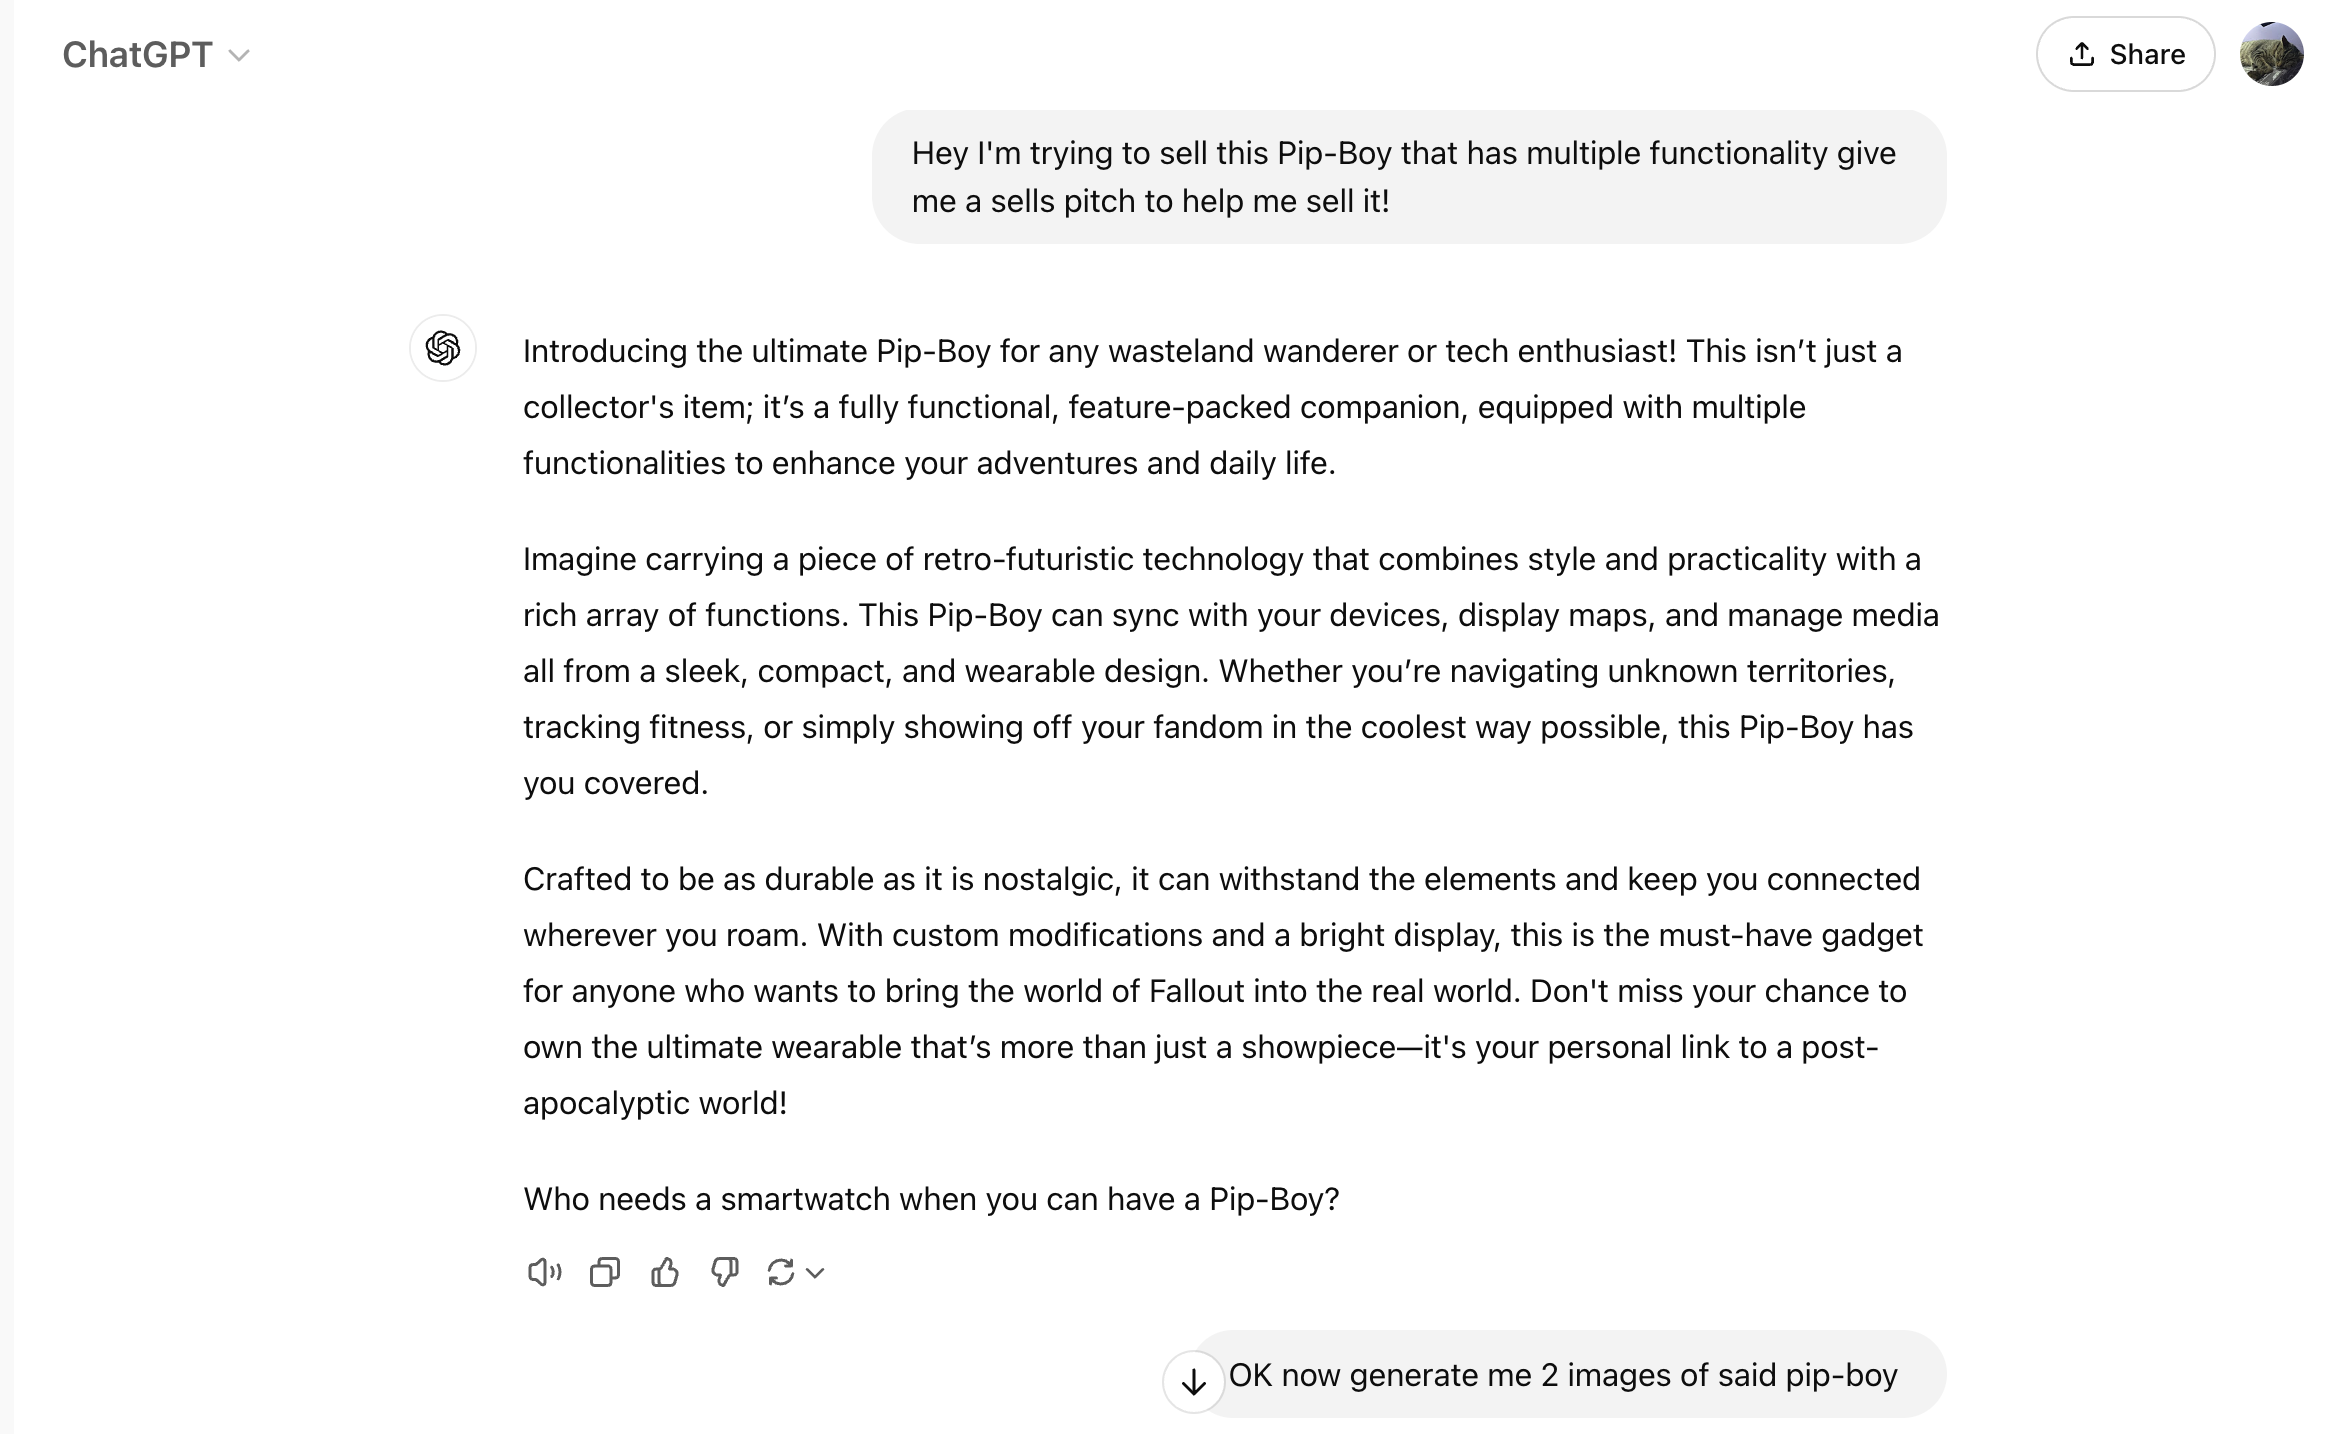 ChatGPT
Share
Hey I'm trying to sell this Pip-Boy that has multiple functionality give
me a sells pitch to help me sell it!
Introducing the ultimate Pip-Boy for any wasteland wanderer or tech enthusiast! This isn’t just a
collector's item; it’s a fully functional, feature-packed companion, equipped with multiple
functionalities to enhance your adventures and daily life.
Imagine carrying a piece of retro-futuristic technology that combines style and practicality with a
rich array of functions. This Pip-Boy can sync with your devices, display maps, and manage media
all from a sleek, compact, and wearable design. Whether you’re navigating unknown territories,
tracking fitness, or simply showing off your fandom in the coolest way possible, this Pip-Boy has
you covered.
Crafted to be as durable as it is nostalgic, it can withstand the elements and keep you connected
wherever you roam. With custom modifications and a bright display, this is the must-have gadget
for anyone who wants to bring the world of Fallout into the real world. Don't miss your chance to
own the ultimate wearable that’s more than just a showpiece—it's your personal link to a post-
apocalyptic world!
Who needs a smartwatch when you can have a Pip-Boy?
OK now generate me 2 images of said pip-boy